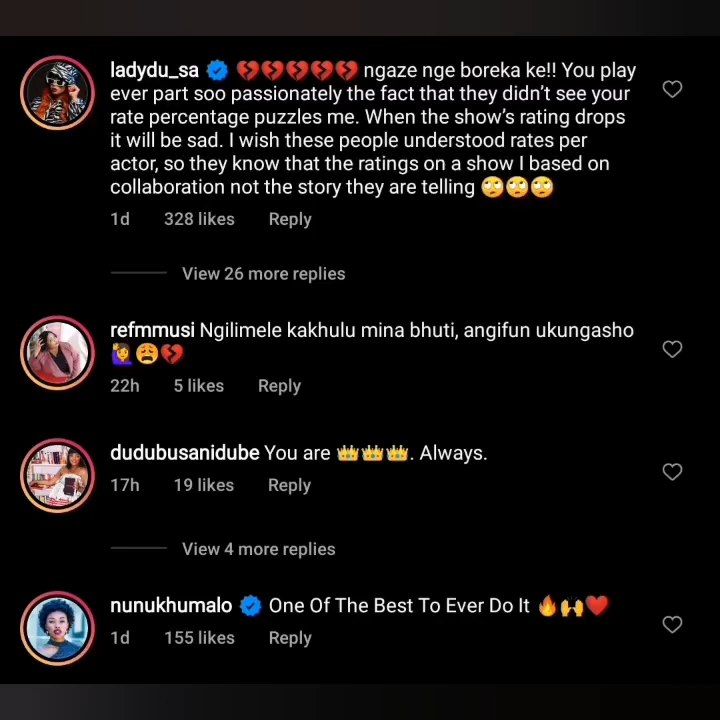 ladydu_sa 💔💔💔💔💔 ngaze nge boreka ke!! You play
ever part soo passionately the fact that they didn't see your
rate percentage puzzles me. When the show's rating drops
it will be sad. I wish these people understood rates per
actor, so they know that the ratings on a show I based on
collaboration not the story they are telling 🙄🙄🙄
1d 328 likes Reply
View 26 more replies
refmmusi Ngilimele kakhulu mina bhuti, angifun ukungasho
🙋‍♀️😩💔
22h 5 likes Reply
dudubusanidube You are 👑👑👑. Always.
17h 19 likes Reply
View 4 more replies
nunukhumalo One Of The Best To Ever Do It 🔥🙌❤️
1d 155 likes Reply